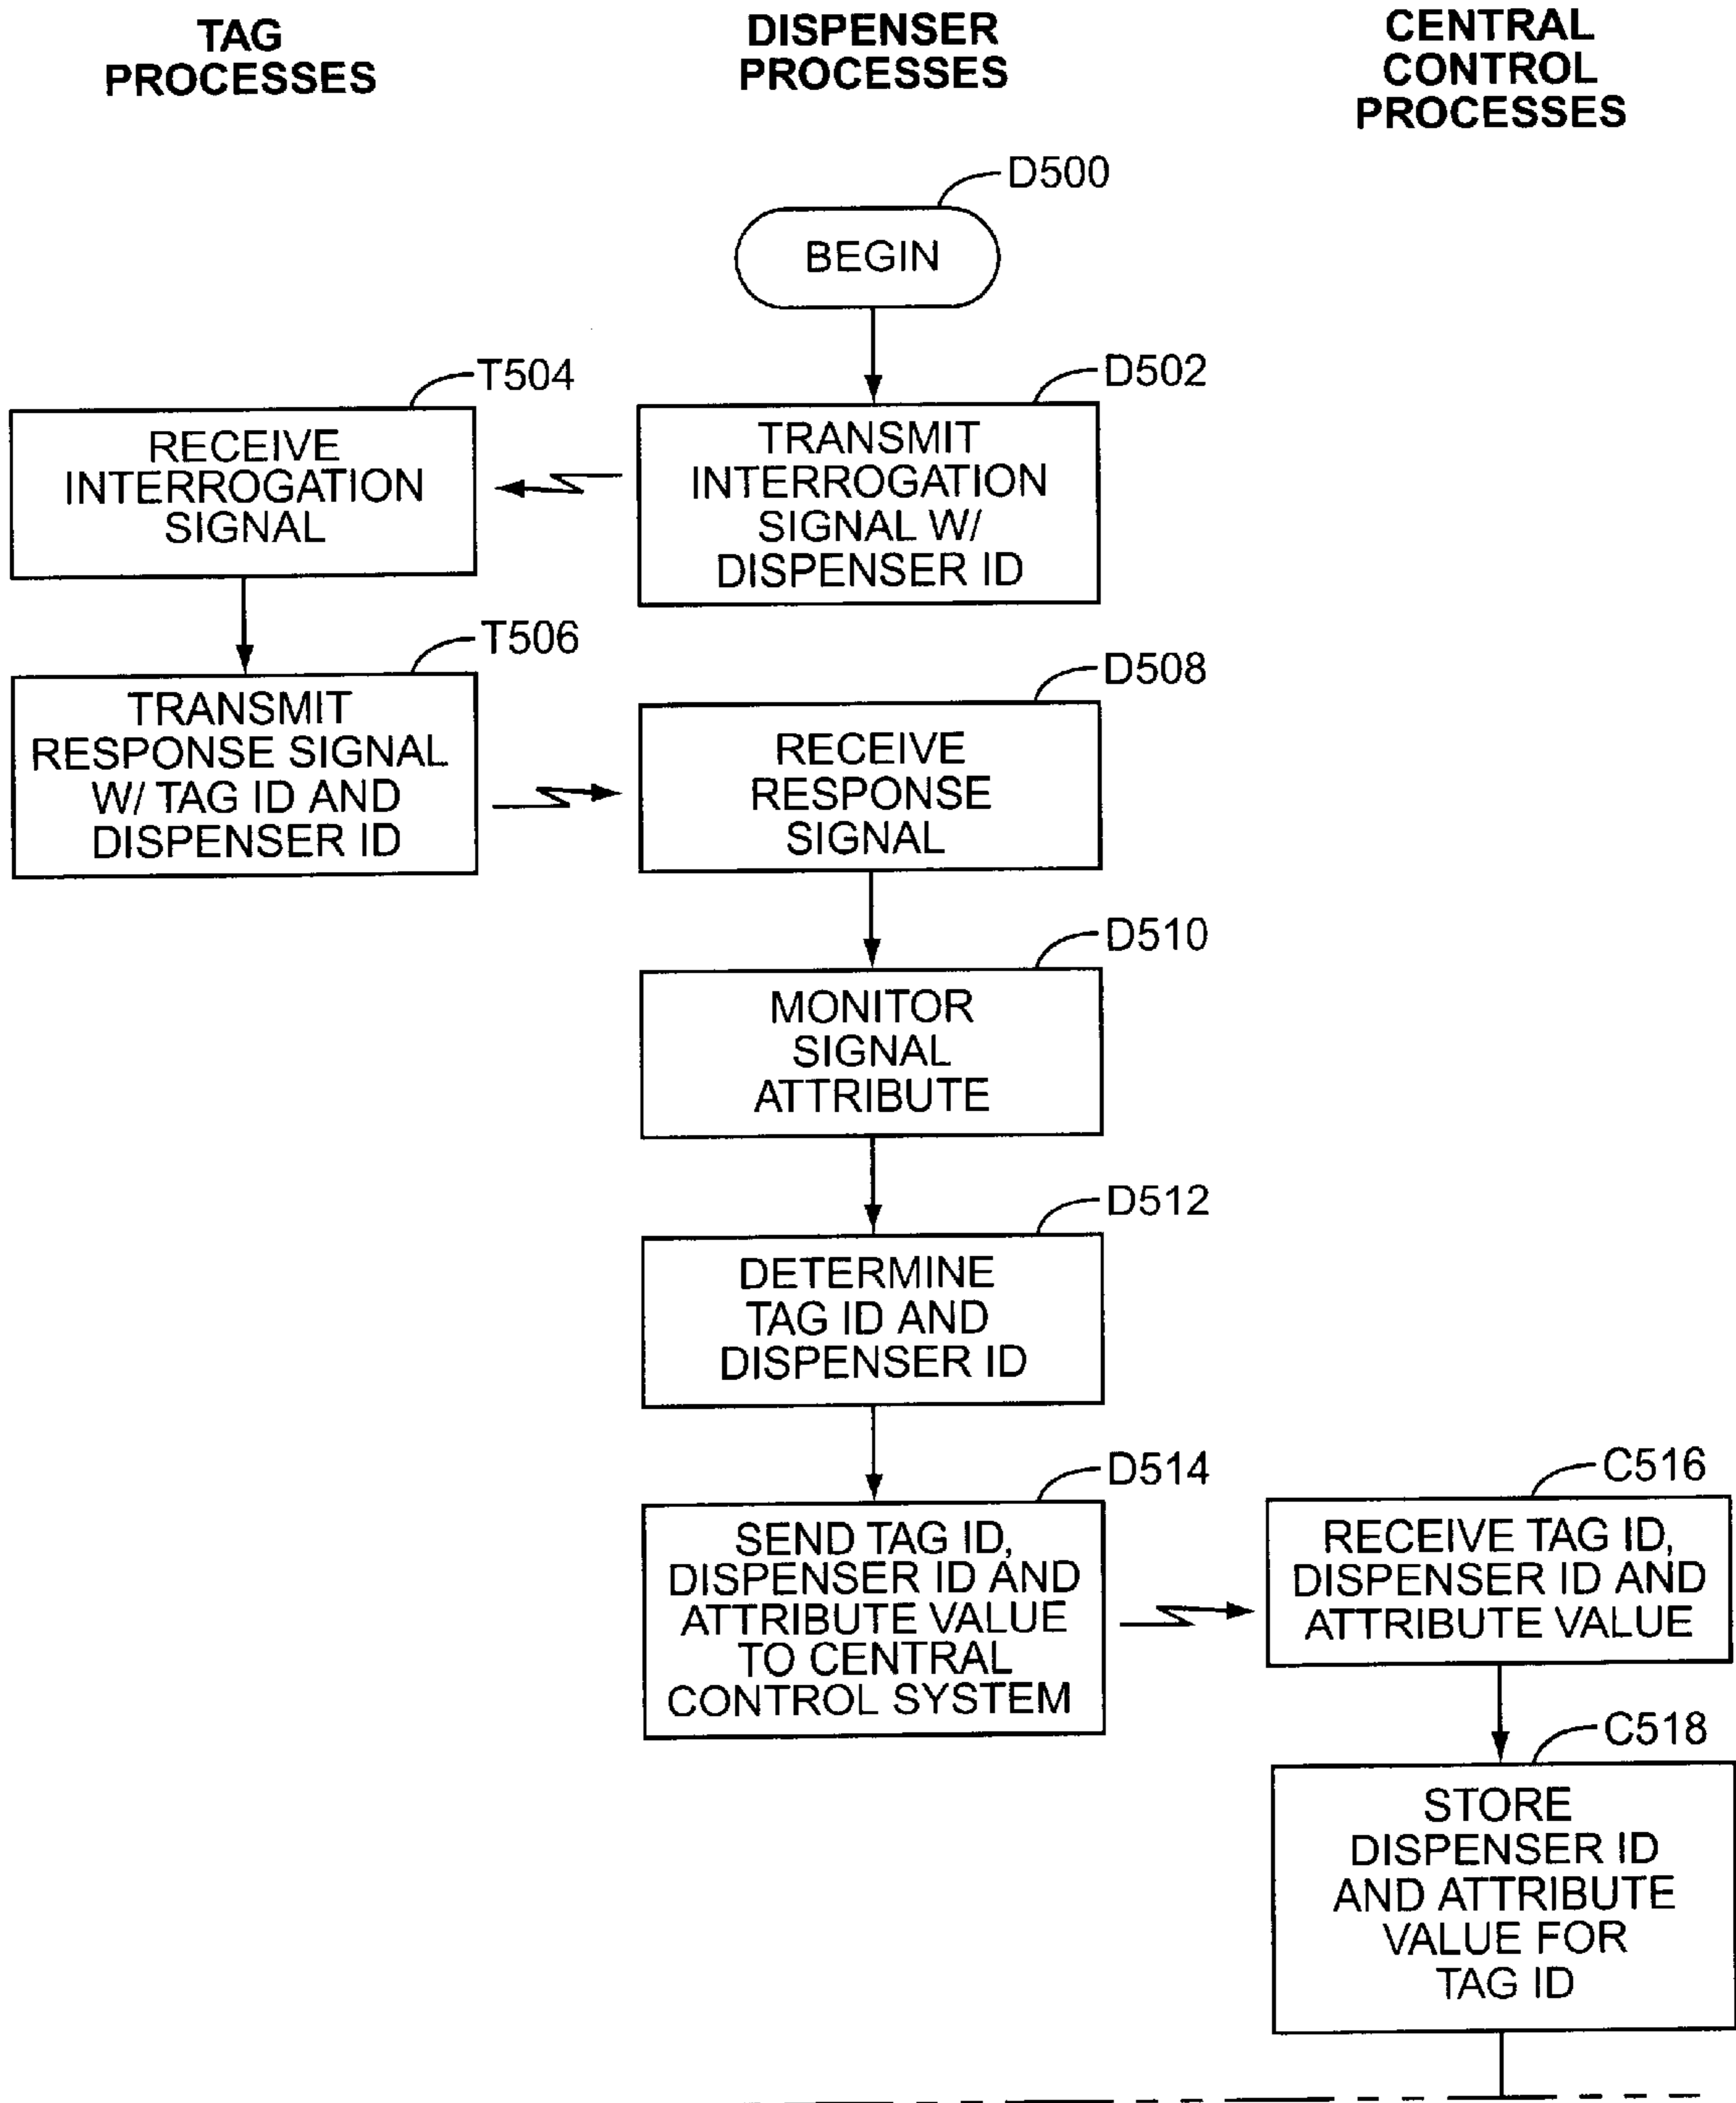 TAG
PROCESSES
DISPENSER
PROCESSES
CENTRAL
CONTROL
PROCESSES
D500
BEGIN
D502
TRANSMIT
INTERROGATION
SIGNAL W/
DISPENSER ID
T504
RECEIVE
INTERROGATION
SIGNAL
T506
TRANSMIT
RESPONSE SIGNAL
W/ TAG ID AND
DISPENSER ID
D508
RECEIVE
RESPONSE
SIGNAL
D510
MONITOR
SIGNAL
ATTRIBUTE
D512
DETERMINE
TAG ID AND
DISPENSER ID
D514
SEND TAG ID,
DISPENSER ID AND
ATTRIBUTE VALUE
TO CENTRAL
CONTROL SYSTEM
C516
RECEIVE TAG ID,
DISPENSER ID AND
ATTRIBUTE VALUE
C518
STORE
DISPENSER ID
AND ATTRIBUTE
VALUE FOR
TAG ID